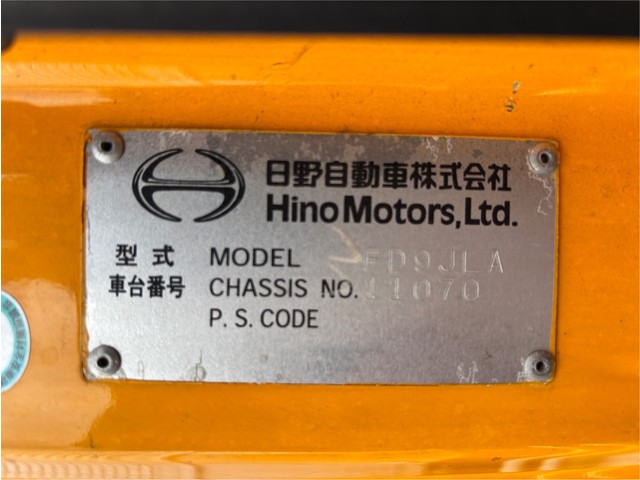 日野自動車株式会社
Hino Motors, Ltd.
型式 MODEL FD9JLA
車台番号 CHASSIS NO. 11070
P. S. CODE